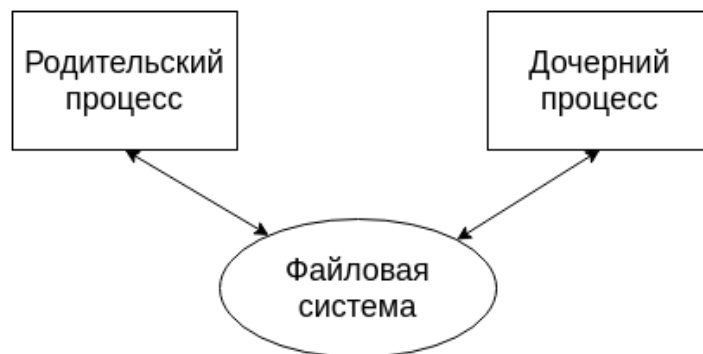 Родительский
процесс
Дочерний
процесс
Файловая
система